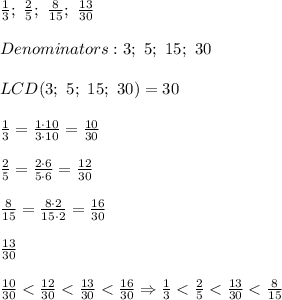 1/3; 2/5; 8/15; 13/30
Denominators: 3; 5; 15; 30
LCD(3; 5; 15; 30) = 30
1/3 = 1·10/3·10 = 10/30
2/5 = 2·6/5·6 = 12/30
8/15 = 8·2/15·2 = 16/30
13/30
10/30 < 12/30 < 13/30 < 16/30 ⇒ 1/3 < 2/5 < 13/30 < 8/15